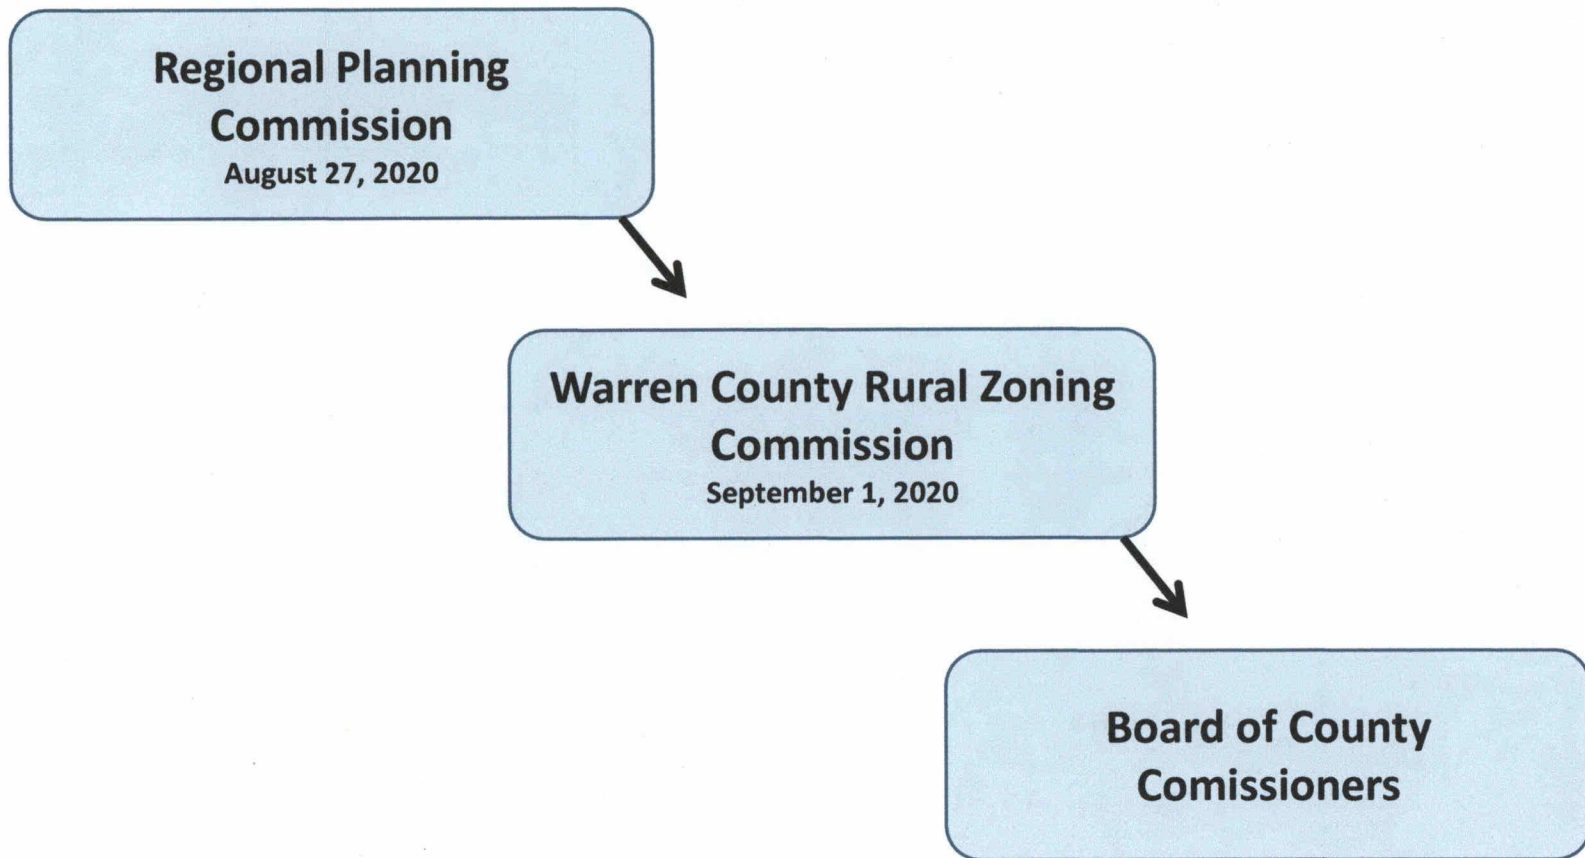 Regional Planning
Commission
August 27, 2020
Warren County Rural Zoning
Commission
September 1, 2020
Board of County
Comissioners